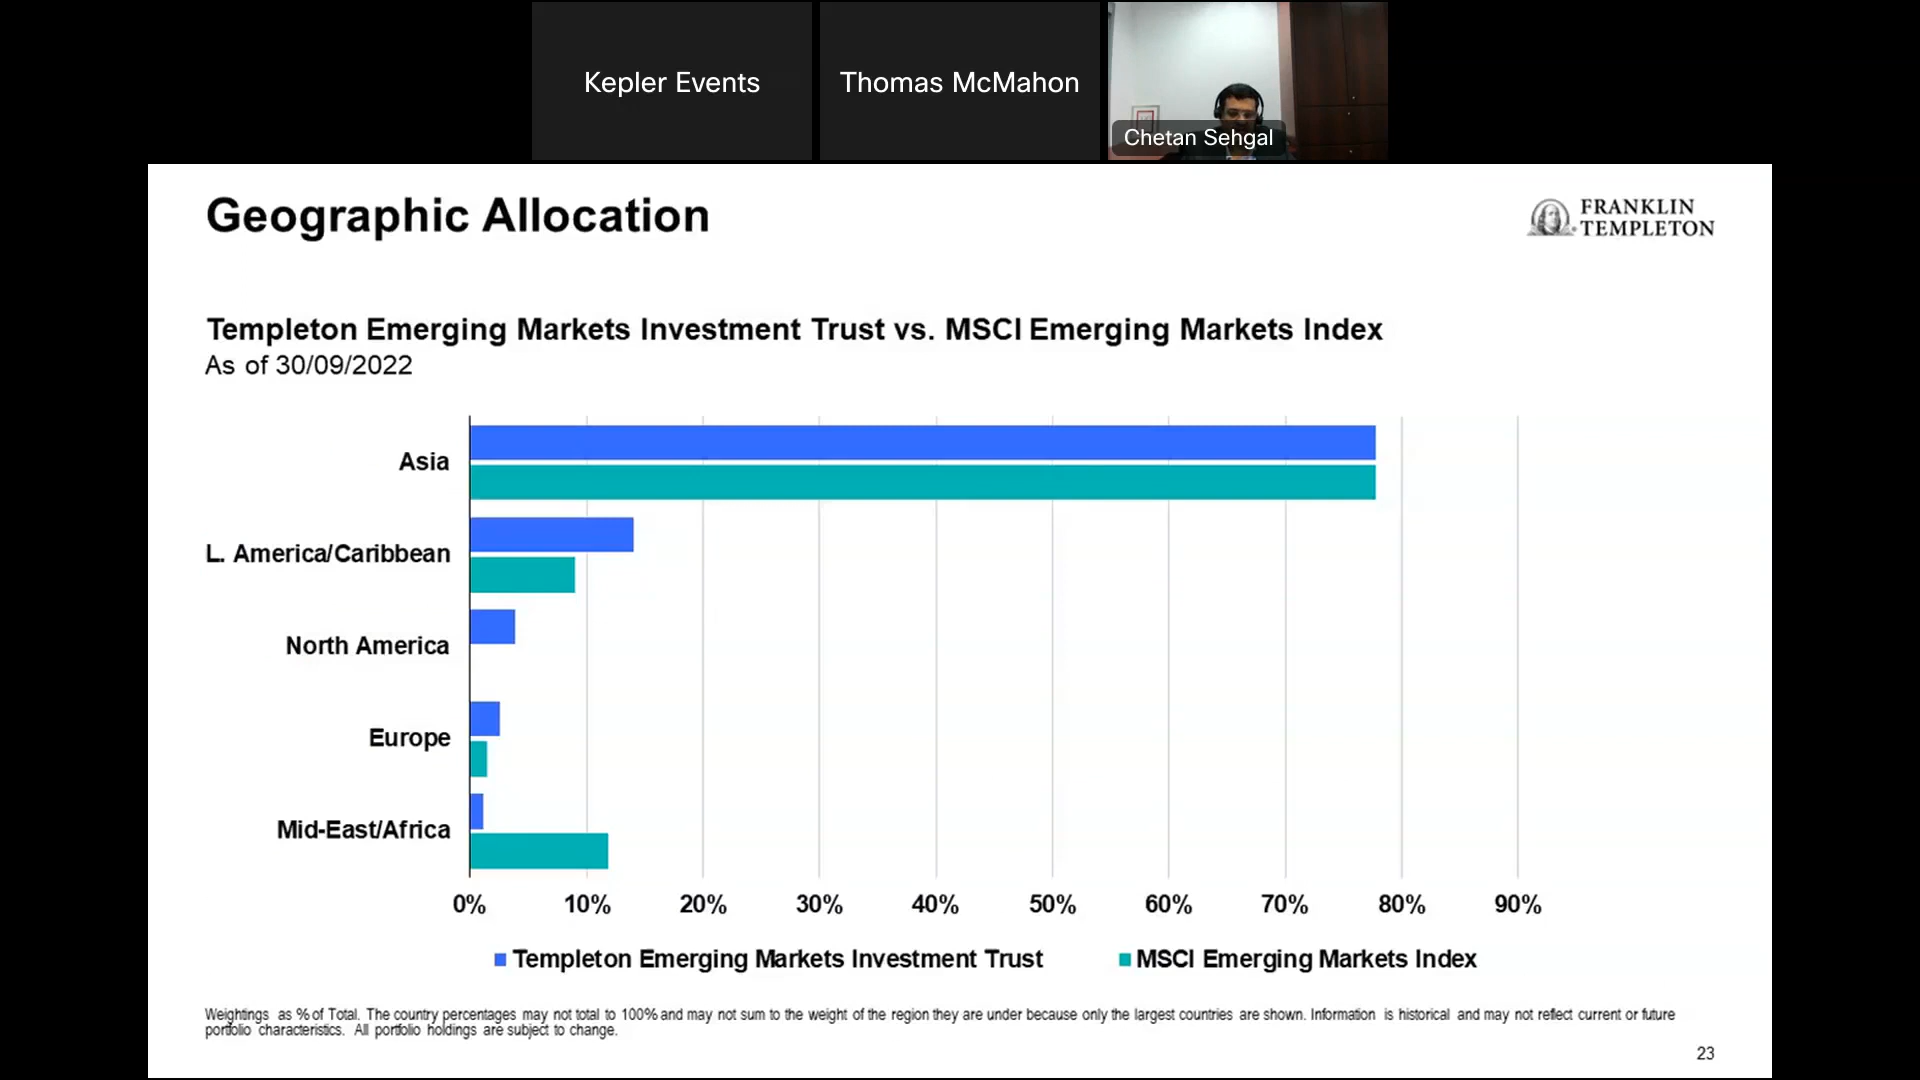 Kepler Events
Thomas McMahon
Chetan Sehgal
Geographic Allocation
FRANKLIN
TEMPLETON
Templeton Emerging Markets Investment Trust vs. MSCI Emerging Markets Index
As of 30/09/2022
Asia
L. America/Caribbean
North America
Europe
Mid-East/Africa
0% 10% 20% 30% 40% 50% 60% 70% 80% 90%
Templeton Emerging Markets Investment Trust MSCI Emerging Markets Index
Weightings as % of Total. The country percentages may not total to 100% and may not sum to the weight of the region they are under because only the largest countries are shown. Information is historical and may not reflect current or future
portfolio characteristics. All portfolio holdings are subject to change.
23